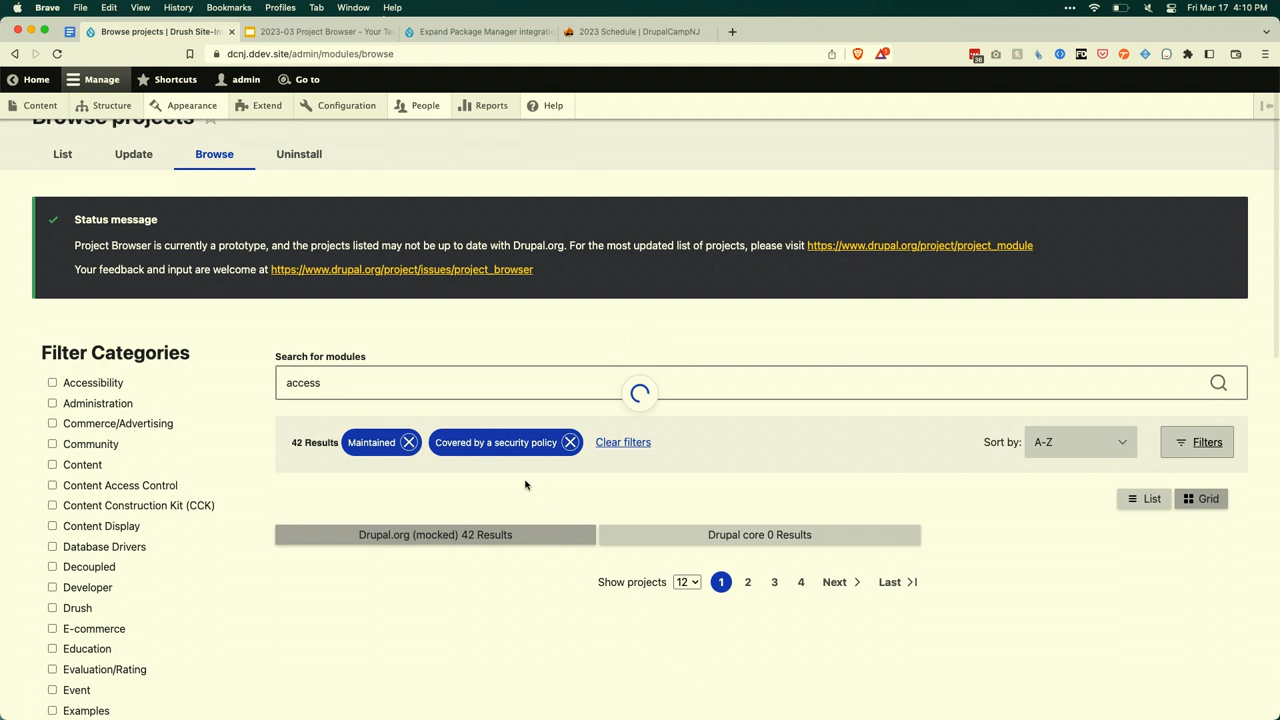 Brave File Edit View History Bookmarks Profiles Tab Window Help
Fri Mar 17 4:10 PM
Browse projects | Drush Site-In
2023-03 Project Browser - Your Te
Expand Package Manager integrati
2023 Schedule | DrupalCampNJ
dcnj.ddev.site/admin/modules/browse
Home Manage Shortcuts admin Go to
Content Structure Appearance Extend Configuration People Reports Help
Browse projects
List Update Browse Uninstall
Status message
Project Browser is currently a prototype, and the projects listed may not be up to date with Drupal.org. For the most updated list of projects, please visit https://www.drupal.org/project/project_module
Your feedback and input are welcome at https://www.drupal.org/project/issues/project_browser
Filter Categories
Accessibility
Administration
Commerce/Advertising
Community
Content
Content Access Control
Content Construction Kit (CCK)
Content Display
Database Drivers
Decoupled
Developer
Drush
E-commerce
Education
Evaluation/Rating
Event
Examples
Search for modules
access
42 Results Maintained Covered by a security policy Clear filters
Sort by: A-Z Filters
List Grid
Drupal.org (mocked) 42 Results Drupal core 0 Results
Show projects 12 1 2 3 4 Next Last